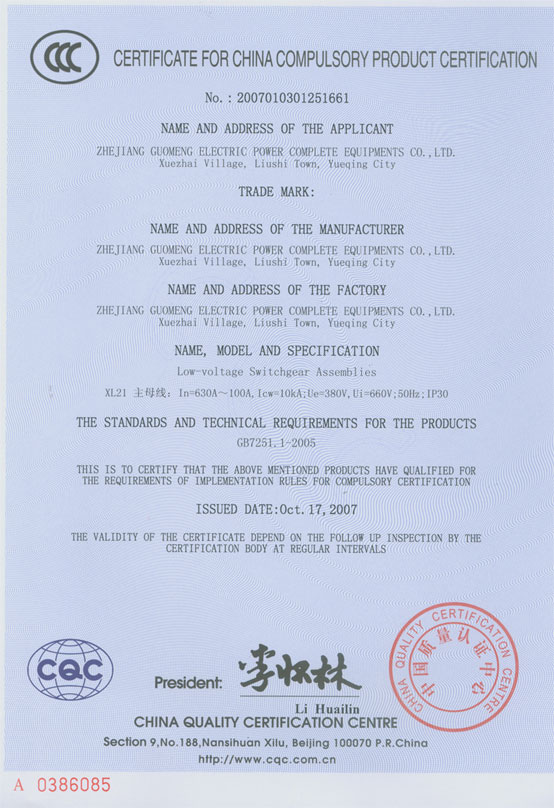 CERTIFICATE FOR CHINA COMPULSORY PRODUCT CERTIFICATION
No.: 2007010301251661
NAME AND ADDRESS OF THE APPLICANT
ZHEJIANG GUOMENG ELECTRIC POWER COMPLETE EQUIPMENTS CO.,LTD.
Xuezhai Village, Liushi Town, Yueqing City
TRADE MARK:
NAME AND ADDRESS OF THE MANUFACTURER
ZHEJIANG GUOMENG ELECTRIC POWER COMPLETE EQUIPMENTS CO.,LTD.
Xuezhai Village, Liushi Town, Yueqing City
NAME AND ADDRESS OF THE FACTORY
ZHEJIANG GUOMENG ELECTRIC POWER COMPLETE EQUIPMENTS CO.,LTD.
Xuezhai Village, Liushi Town, Yueqing City
NAME, MODEL AND SPECIFICATION
Low-voltage Switchgear Assemblies
XL21 主母线: In=630A~100A,Icw=10kA;Ue=380V,Ui=660V;50Hz;IP30
THE STANDARDS AND TECHNICAL REQUIREMENTS FOR THE PRODUCTS
GB7251.1-2005
THIS IS TO CERTIFY THAT THE ABOVE MENTIONED PRODUCTS HAVE QUALIFIED FOR
THE REQUIREMENTS OF IMPLEMENTATION RULES FOR COMPULSORY CERTIFICATION
ISSUED DATE:Oct.17,2007
THE VALIDITY OF THE CERTIFICATE DEPEND ON THE FOLLOW UP INSPECTION BY THE
CERTIFICATION BODY AT REGULAR INTERVALS
CHINA QUALITY CERTIFICATION CENTRE
中国质量认证中心
CQC
President: 李怀林
Li Huailin
CHINA QUALITY CERTIFICATION CENTRE
Section 9,No.188,Nansihuan Xilu, Beijing 100070 P.R.China
http://www.cqc.com.cn
A 0386085